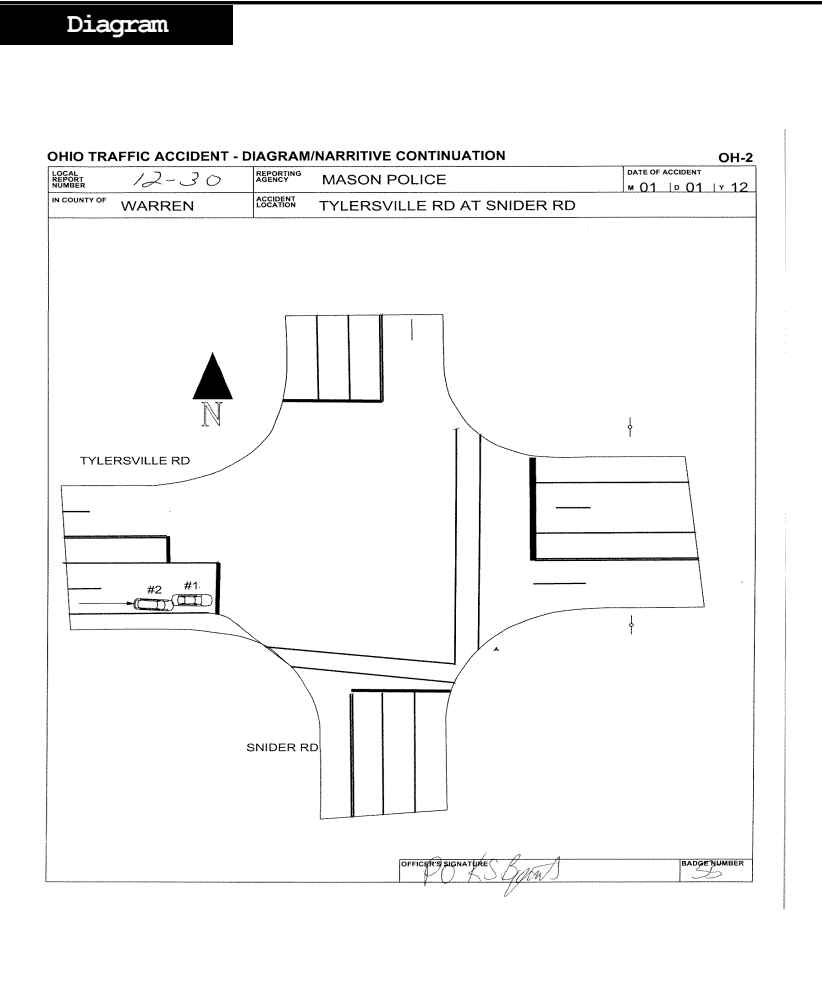 Diagram
OHIO TRAFFIC ACCIDENT - DIAGRAM/NARRITIVE CONTINUATION OH-2
LOCAL REPORT NUMBER 12-30 REPORTING AGENCY MASON POLICE DATE OF ACCIDENT M 01 D 01 Y 12
IN COUNTY OF WARREN ACCIDENT LOCATION TYLERSVILLE RD AT SNIDER RD
N
TYLERSVILLE RD
#2 #1
SNIDER RD
OFFICER'S SIGNATURE PO KS BADGE NUMBER